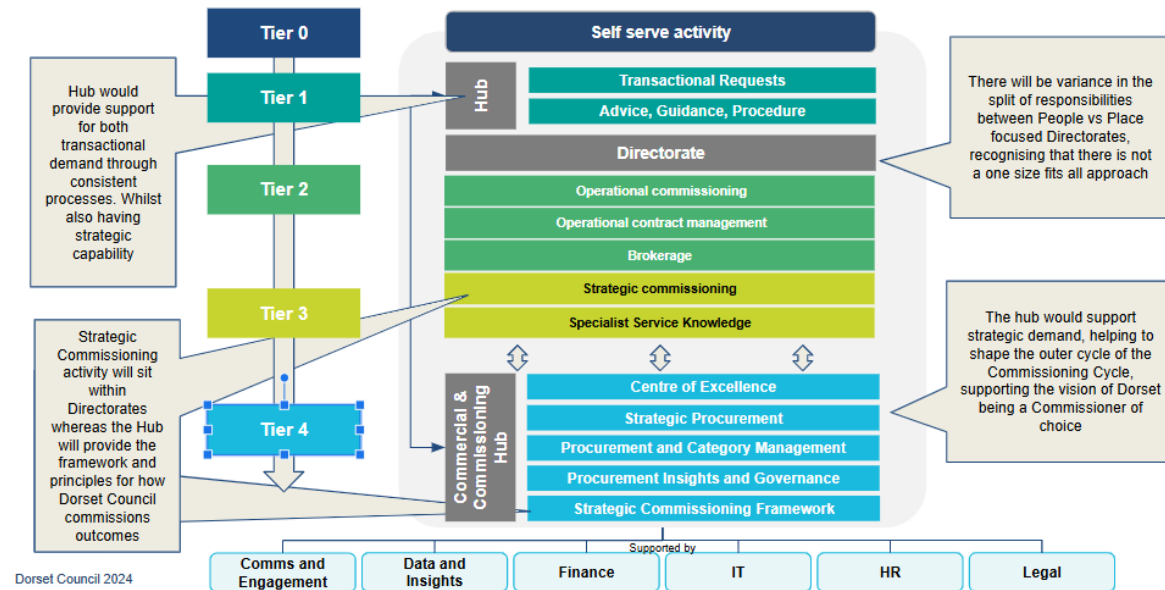 Tier 0
Tier 1
Tier 2
Tier 3
Tier 4
Hub would
provide support
for both
transactional
demand through
consistent
processes. Whilst
also having
strategic
capability
Strategic
Commissioning
activity will sit
within
Directorates
whereas the Hub
will provide the
framework and
principles for how
Dorset Council
commissions
outcomes
Self serve activity
Hub
Transactional Requests
Advice, Guidance, Procedure
Directorate
Operational commissioning
Operational contract management
Brokerage
Strategic commissioning
Specialist Service Knowledge
Commercial &
Commissioning
Hub
Centre of Excellence
Strategic Procurement
Procurement and Category Management
Procurement Insights and Governance
Strategic Commissioning Framework
There will be variance in the
split of responsibilities
between People vs Place
focused Directorates,
recognising that there is not
a one size fits all approach
The hub would support
strategic demand, helping to
shape the outer cycle of the
Commissioning Cycle,
supporting the vision of Dorset
being a Commissioner of
choice
Supported by
Comms and
Engagement
Data and
Insights
Finance
IT
HR
Legal
Dorset Council 2024